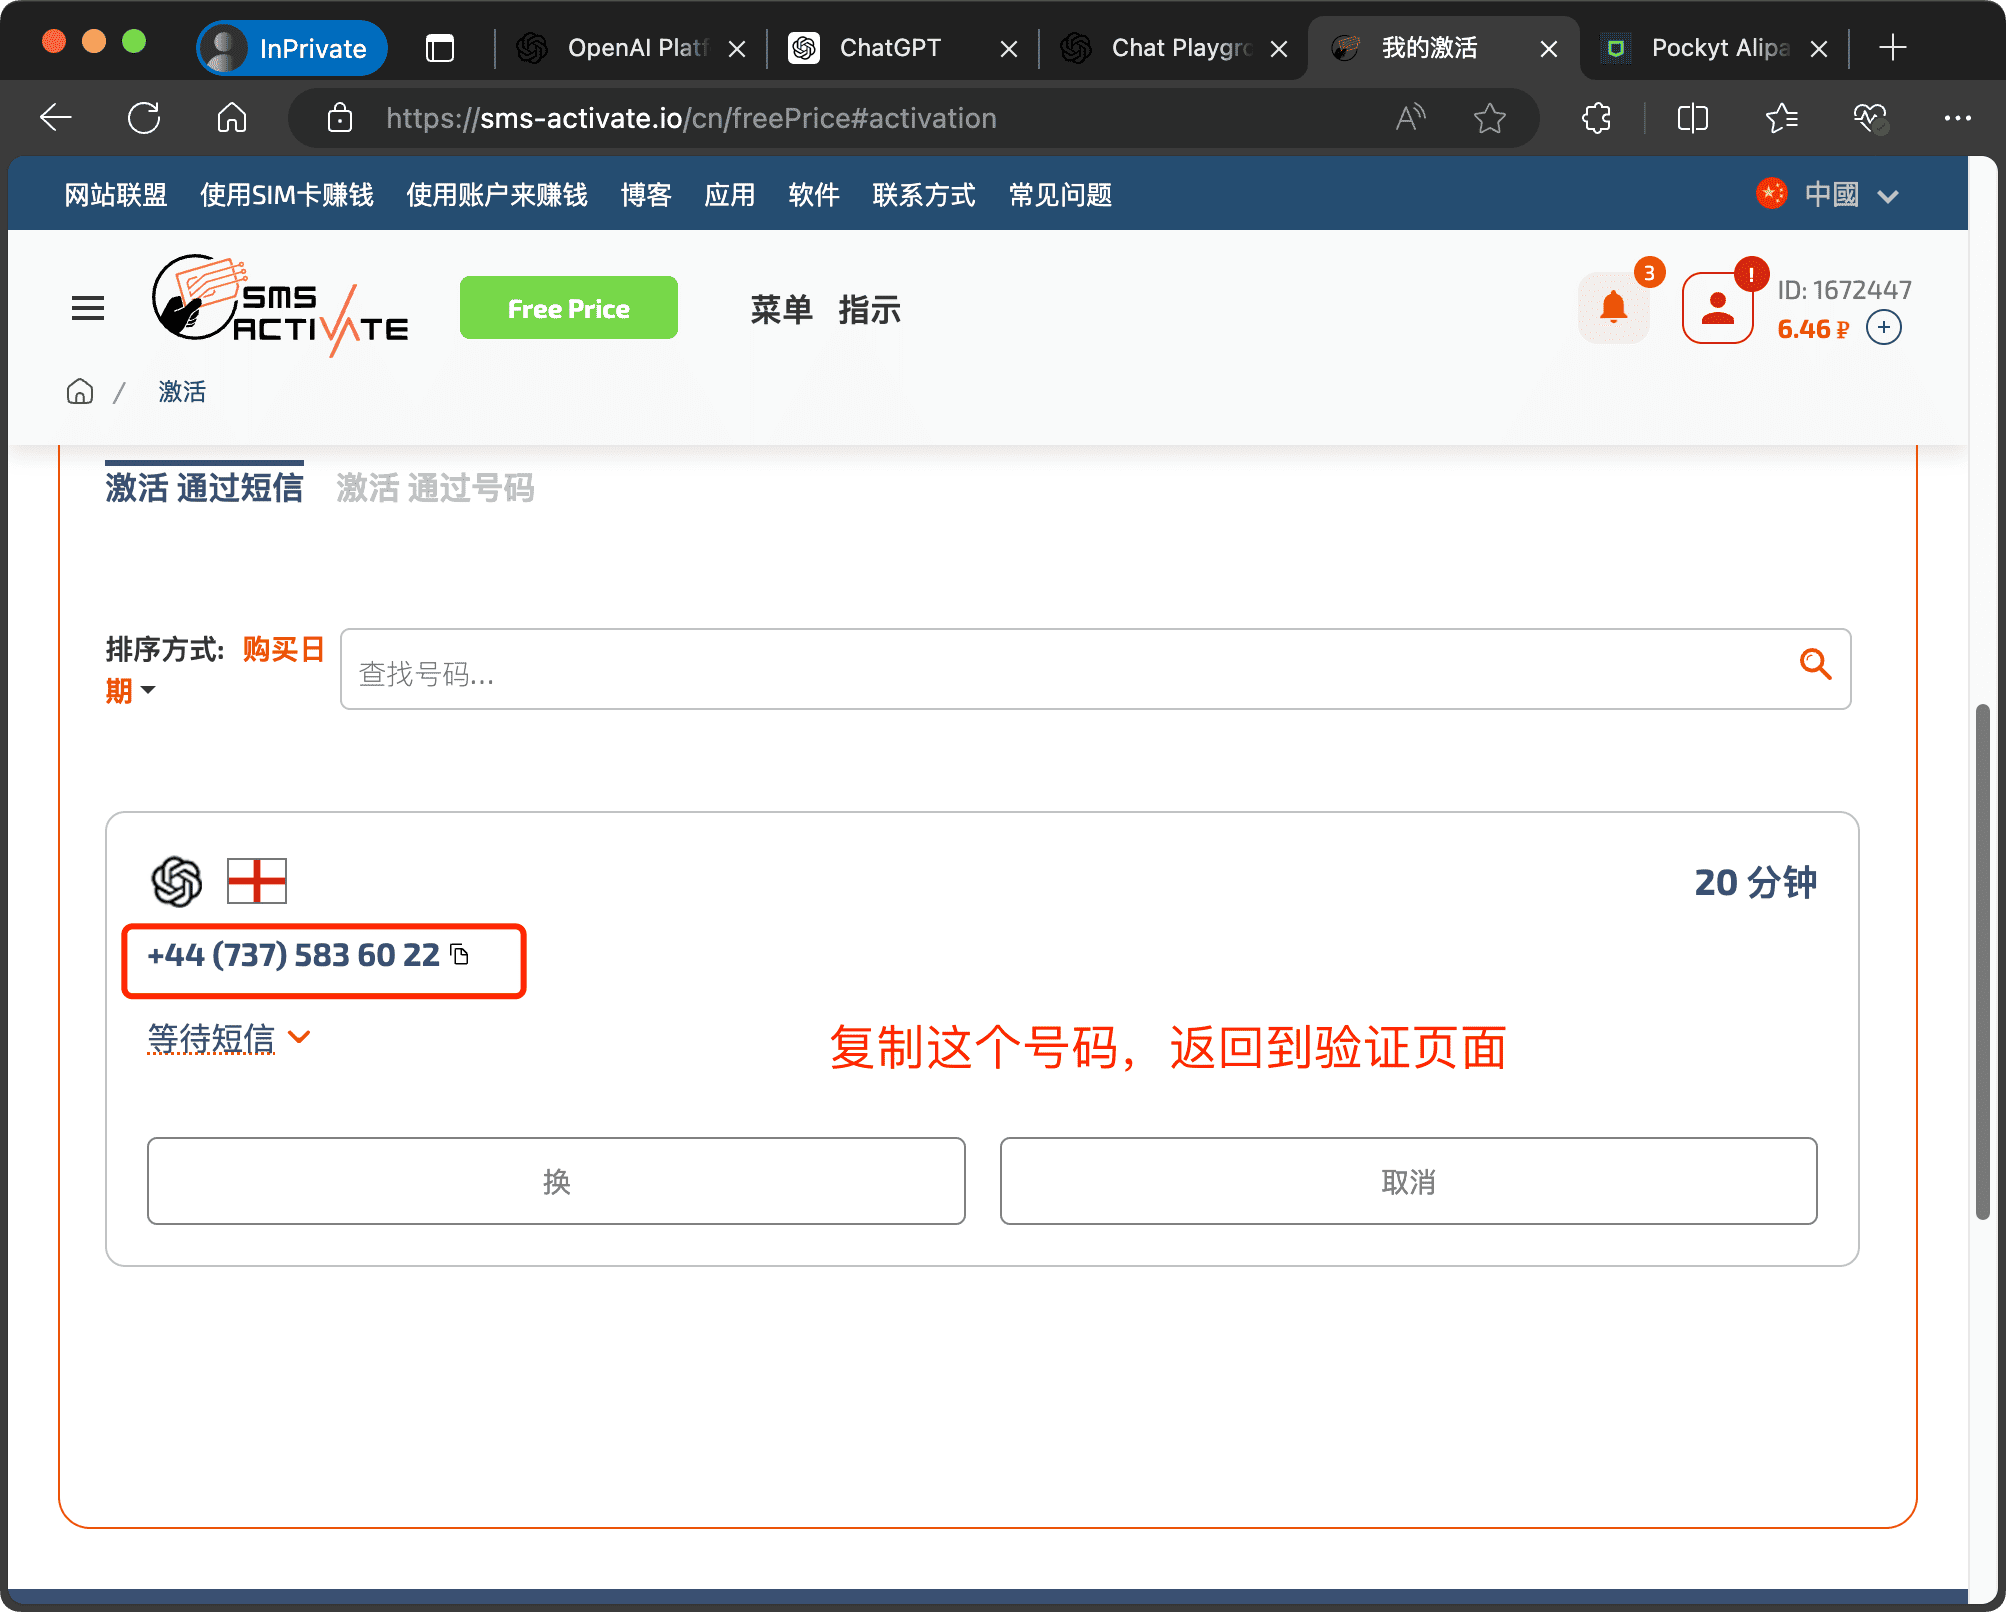 InPrivate
OpenAI Platf
ChatGPT
Chat Playgro
我的激活
Pockyt Alipa
https://sms-activate.io/cn/freePrice#activation
网站联盟 使用SIM卡赚钱 使用账户来赚钱 博客 应用 软件 联系方式 常见问题 中國
SMS
ACTIVATE
Free Price
菜单 指示
3
!
ID: 1672447
6.46 ₽
/ 激活
激活 通过短信 激活 通过号码
排序方式: 购买日
期
查找号码...
20 分钟
+44 (737) 583 60 22
等待短信
复制这个号码，返回到验证页面
换 取消